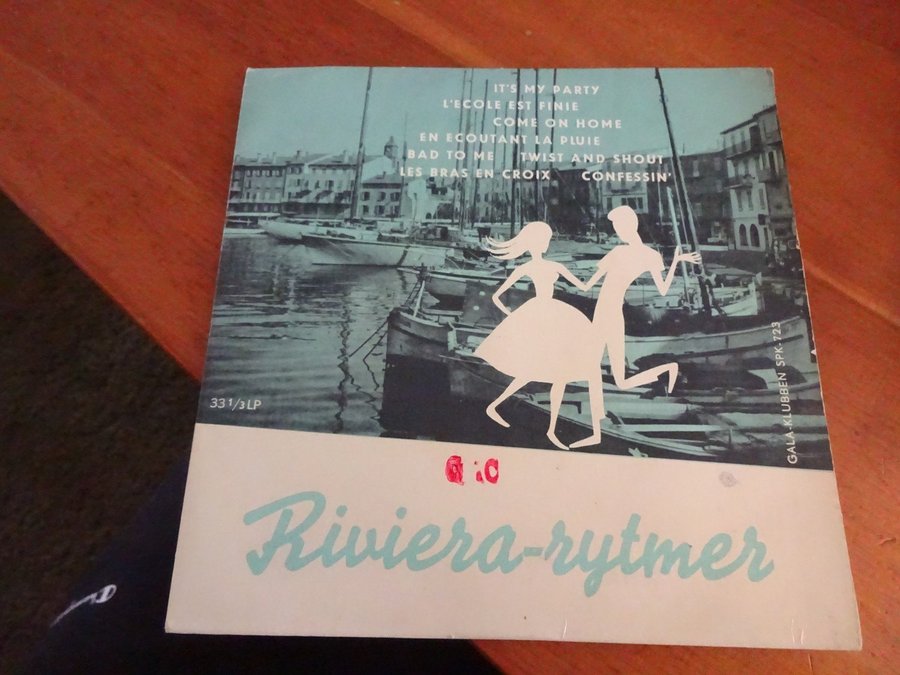 IT'S MY PARTY
L'ECOLE EST FINIE
COME ON HOME
EN ECOUTANT LA PLUIE
BAD TO ME TWIST AND SHOUT
LES BRAS EN CROIX CONFESSIN'
33 1/3 LP
GALA-KLUBBEN SPK-723
Riviera-rytmer